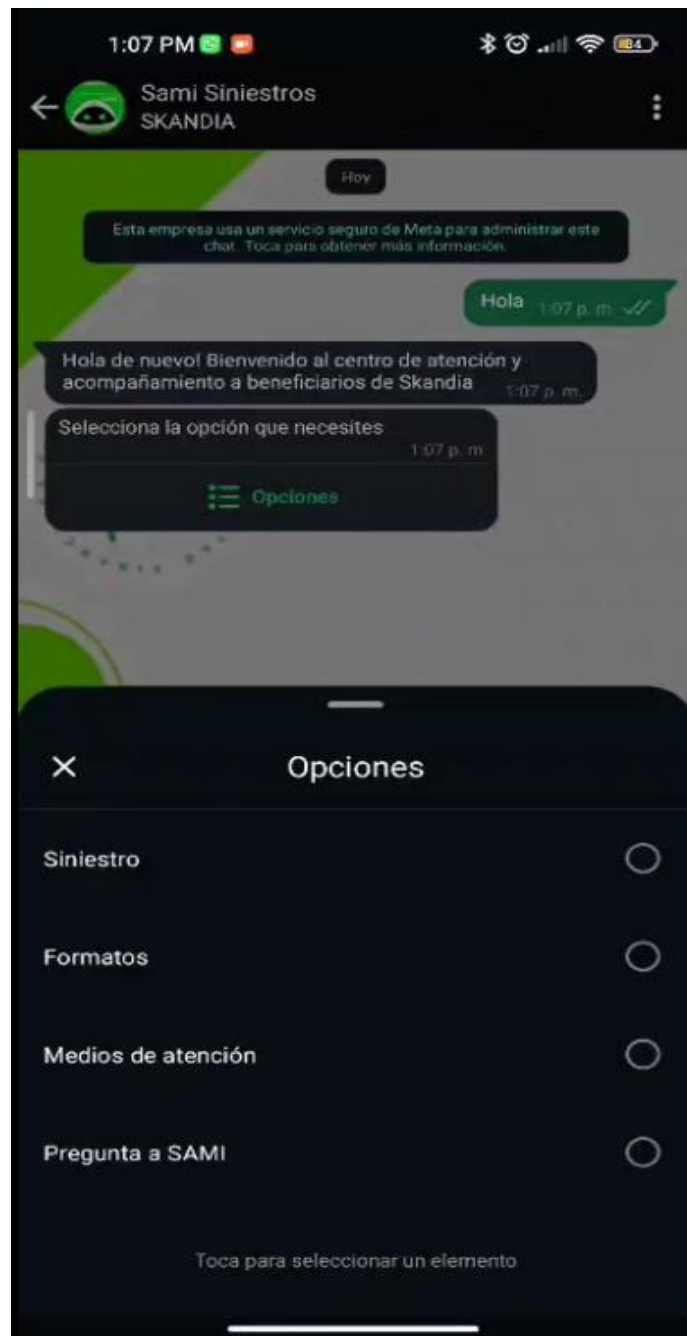 1:07 PM
84
Sami Siniestros
SKANDIA
Hoy
Esta empresa usa un servicio seguro de Meta para administrar este
chat. Toca para obtener más información.
Hola 1:07 p. m.
Hola de nuevo! Bienvenido al centro de atención y
acompañamiento a beneficiarios de Skandia 1:07 p. m.
Selecciona la opción que necesites
1:07 p. m
Opciones
Opciones
Siniestro
Formatos
Medios de atención
Pregunta a SAMI
Toca para seleccionar un elemento